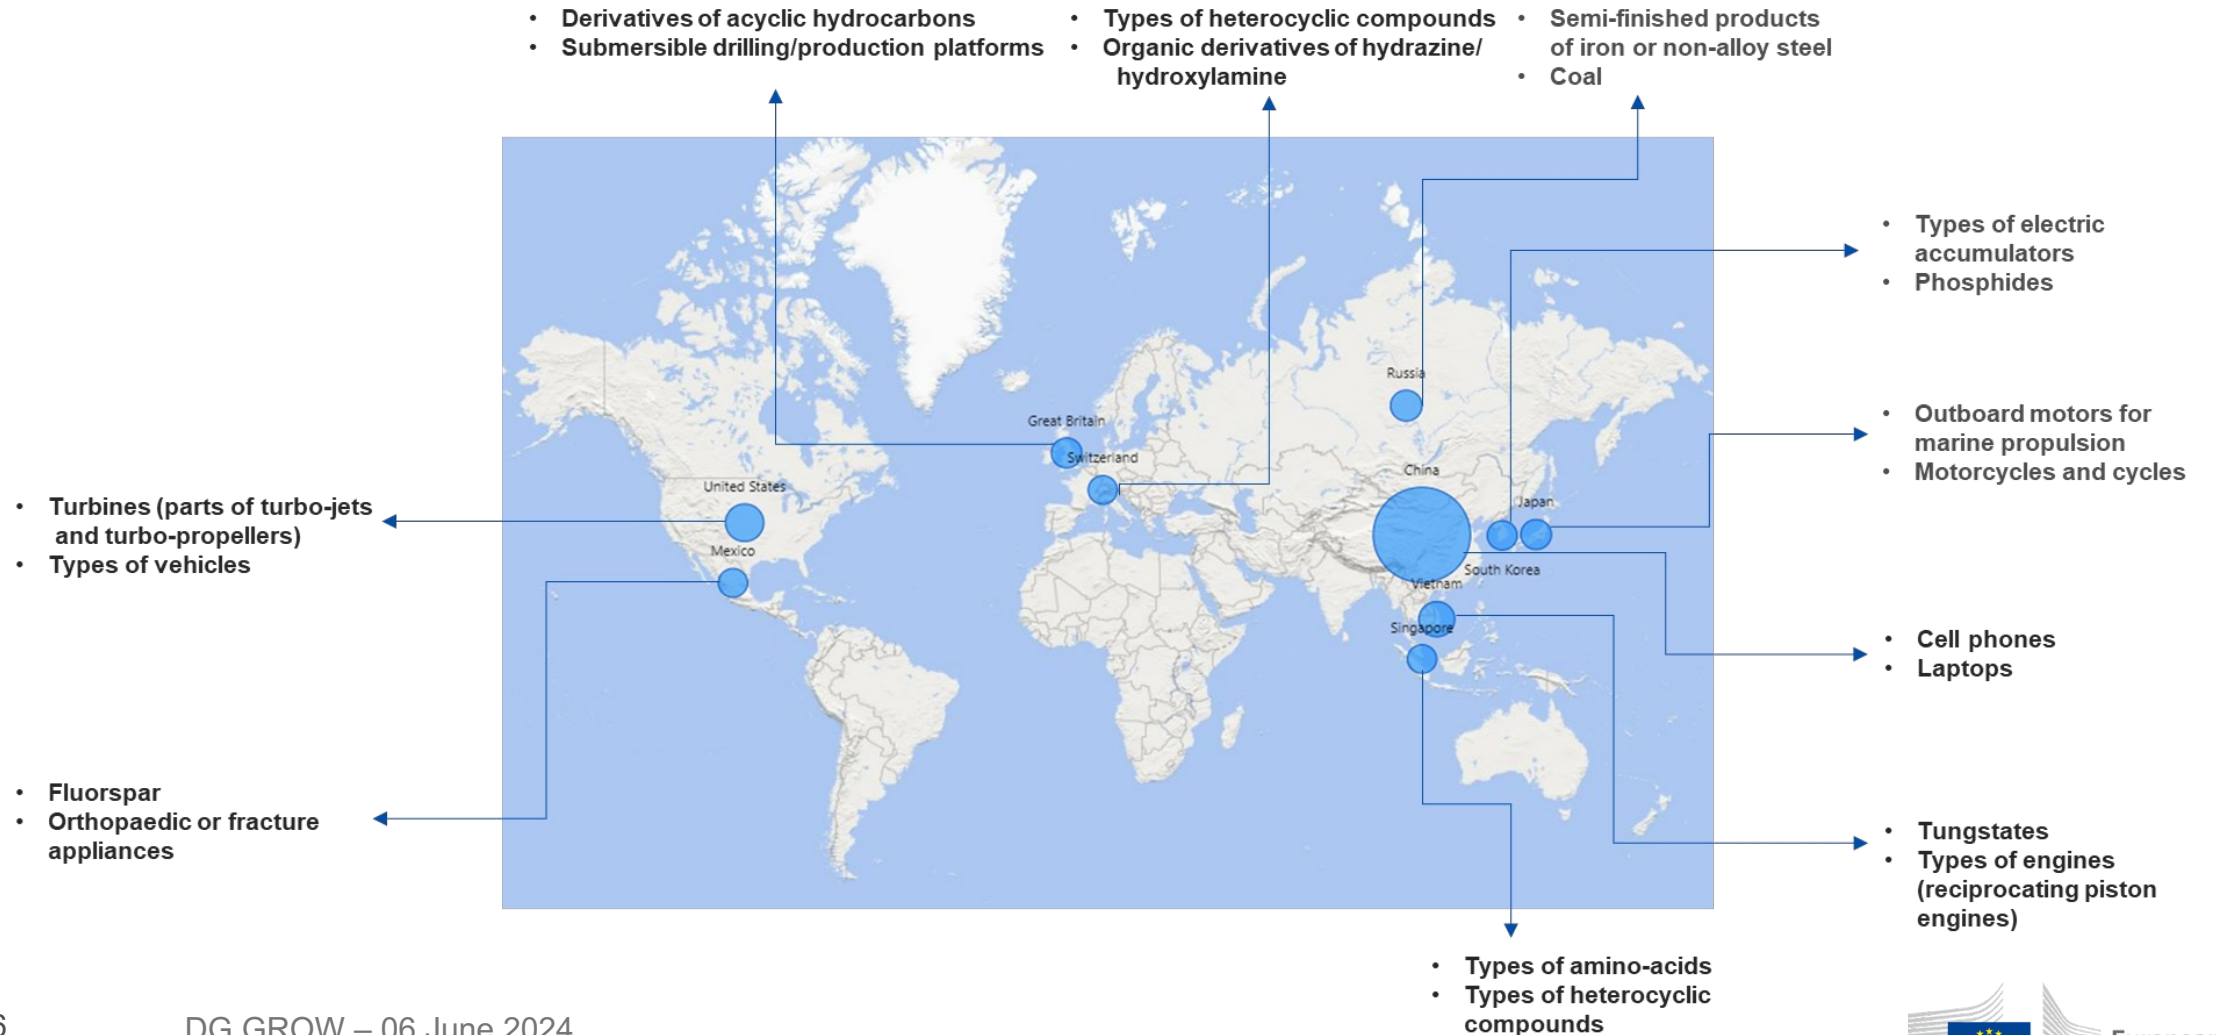 • Derivatives of acyclic hydrocarbons
• Submersible drilling/production platforms
• Types of heterocyclic compounds
• Organic derivatives of hydrazine/
hydroxylamine
• Semi-finished products
of iron or non-alloy steel
• Coal
• Types of electric
accumulators
• Phosphides
Russia
• Outboard motors for
marine propulsion
• Motorcycles and cycles
Great Britain
Switzerland
China
United States
Japan
• Turbines (parts of turbo-jets
and turbo-propellers)
• Types of vehicles
Mexico
South Korea
Vietnam
Singapore
• Cell phones
• Laptops
• Fluorspar
• Orthopaedic or fracture
appliances
• Tungstates
• Types of engines
(reciprocating piston
engines)
• Types of amino-acids
• Types of heterocyclic
compounds
DG GROW – 06 June 2024